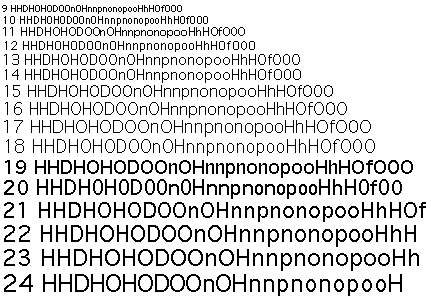 9 HHDHOHODOOnOHnnpnonopooHhHOfOOO
10 HHDHOHODOOnOHnnpnonopooHhHOfOOO
11 HHDHOHODOOnOHnnpnonopooHhHOfOOO
12 HHDHOHODOOnOHnnpnonopooHhHOfOOO
13 HHDHOHODOOnOHnnpnonopooHhHOfOOO
14 HHDHOHODOOnOHnnpnonopooHhHOfOOO
15 HHDHOHODOOnOHnnpnonopooHhHOfOOO
16 HHDHOHODOOnOHnnpnonopooHhHOfOOO
17 HHDHOHODOOnOHnnpnonopooHhHOfOOO
18 HHDHOHODOOnOHnnpnonopooHhHOfOOO
19 HHDHOHODOOnOHnnpnonopooHhHOfOOO
20 HHDHOHODOOnOHnnpnonopooHhHOfOO
21 HHDHOHODOOnOHnnpnonopooHhHOf
22 HHDHOHODOOnOHnnpnonopooHhH
23 HHDHOHODOOnOHnnpnonopooHh
24 HHDHOHODOOnOHnnpnonopooH